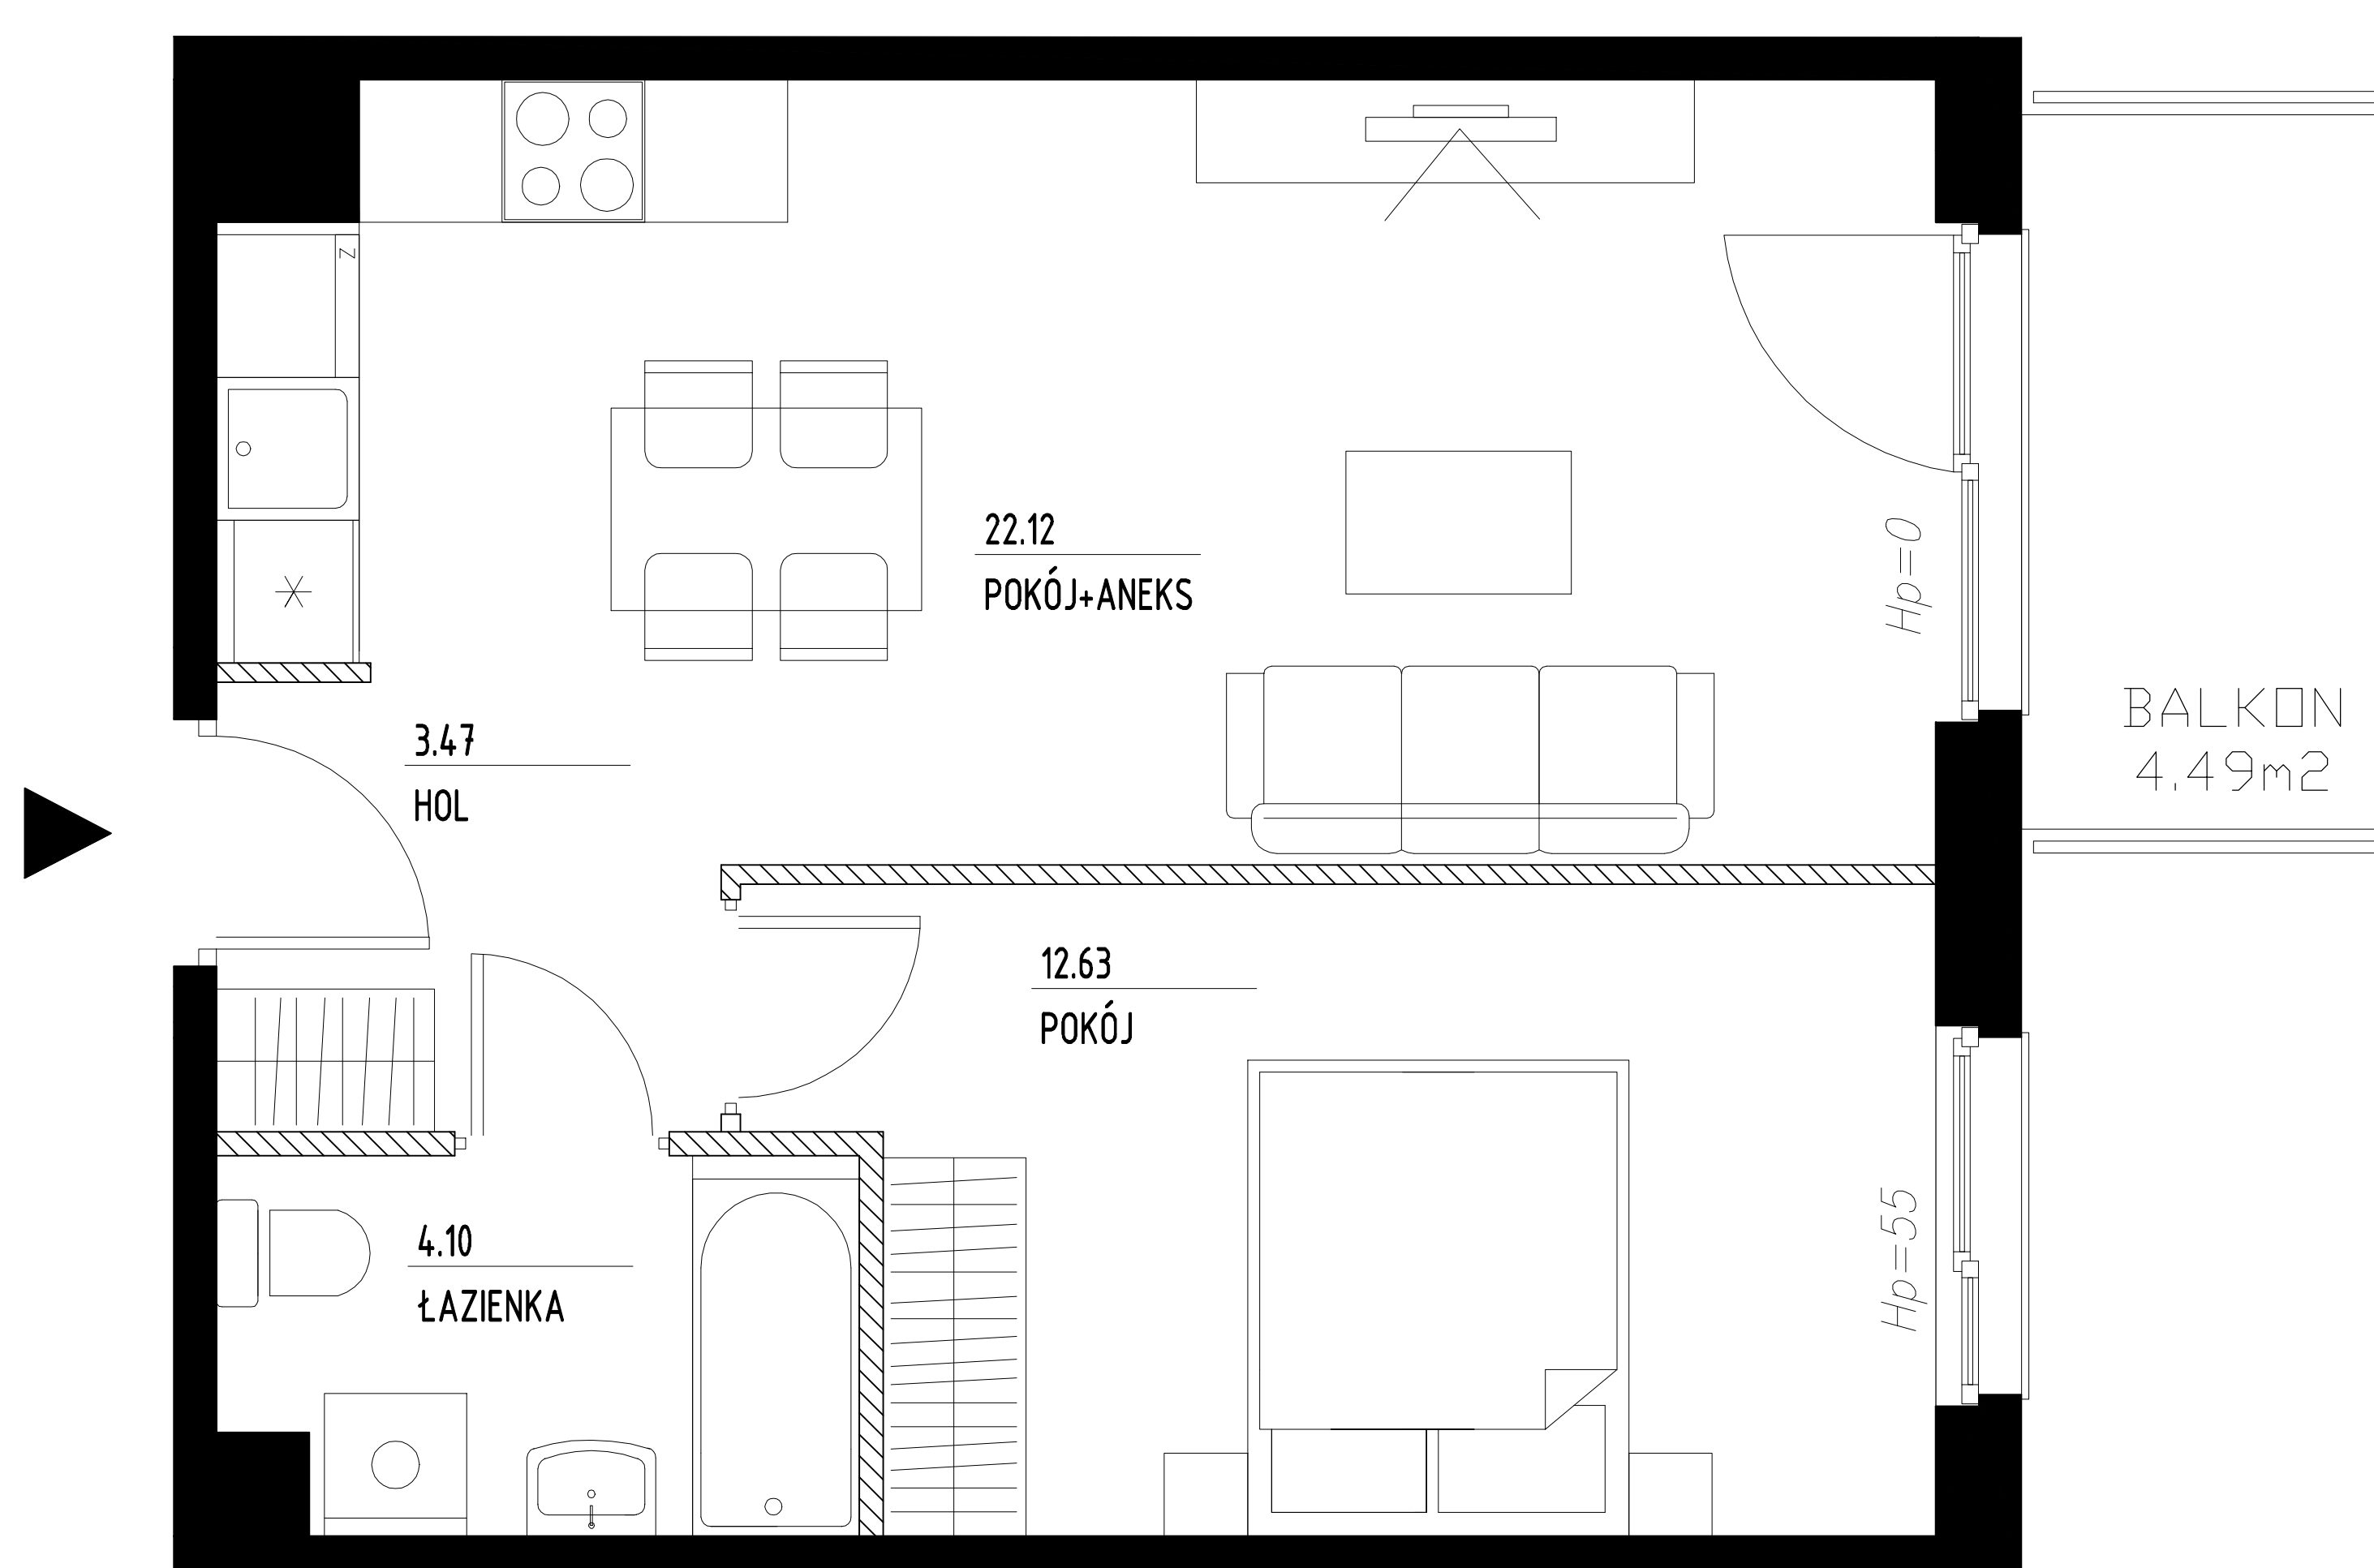 Z
22.12
POKÓJ+ANEKS
Hp=0
3.47
HOL
BALKON
4.49m2
12.63
POKÓJ
4.10
ŁAZIENKA
Hp=55